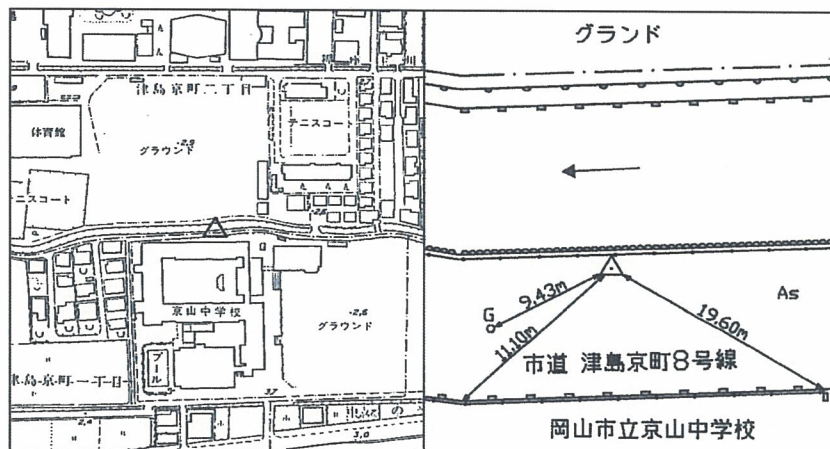 津島京町二丁目
体育館
グラウンド
テニスコート
テニスコート
京山中学校
グラウンド
プール
津島京町一丁目
グランド
9.43m
19.60m
As
G
11.10m
市道 津島京町8号線
岡山市立京山中学校